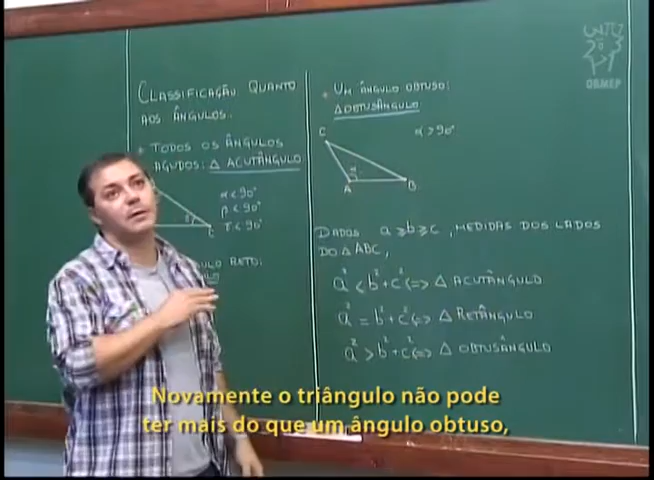 CLASSIFICAÇÃO QUANTO
AOS ÂNGULOS.
• TODOS OS ÂNGULOS
AGUDOS: △ ACUTÂNGULO
α < 90°
β < 90°
γ < 90°
C
ÂNGULO RETO:
• UM ÂNGULO OBTUSO:
△ OBTUSÂNGULO
α > 90°
C
α
A
B
DADOS a ≥ b ≥ c, MEDIDAS DOS LADOS
DO △ ABC,
a² < b² + c² <=> △ ACUTÂNGULO
a² = b² + c² <=> △ RETÂNGULO
a² > b² + c² <=> △ OBTUSÂNGULO
OBMEP
Novamente o triângulo não pode
ter mais do que um ângulo obtuso,